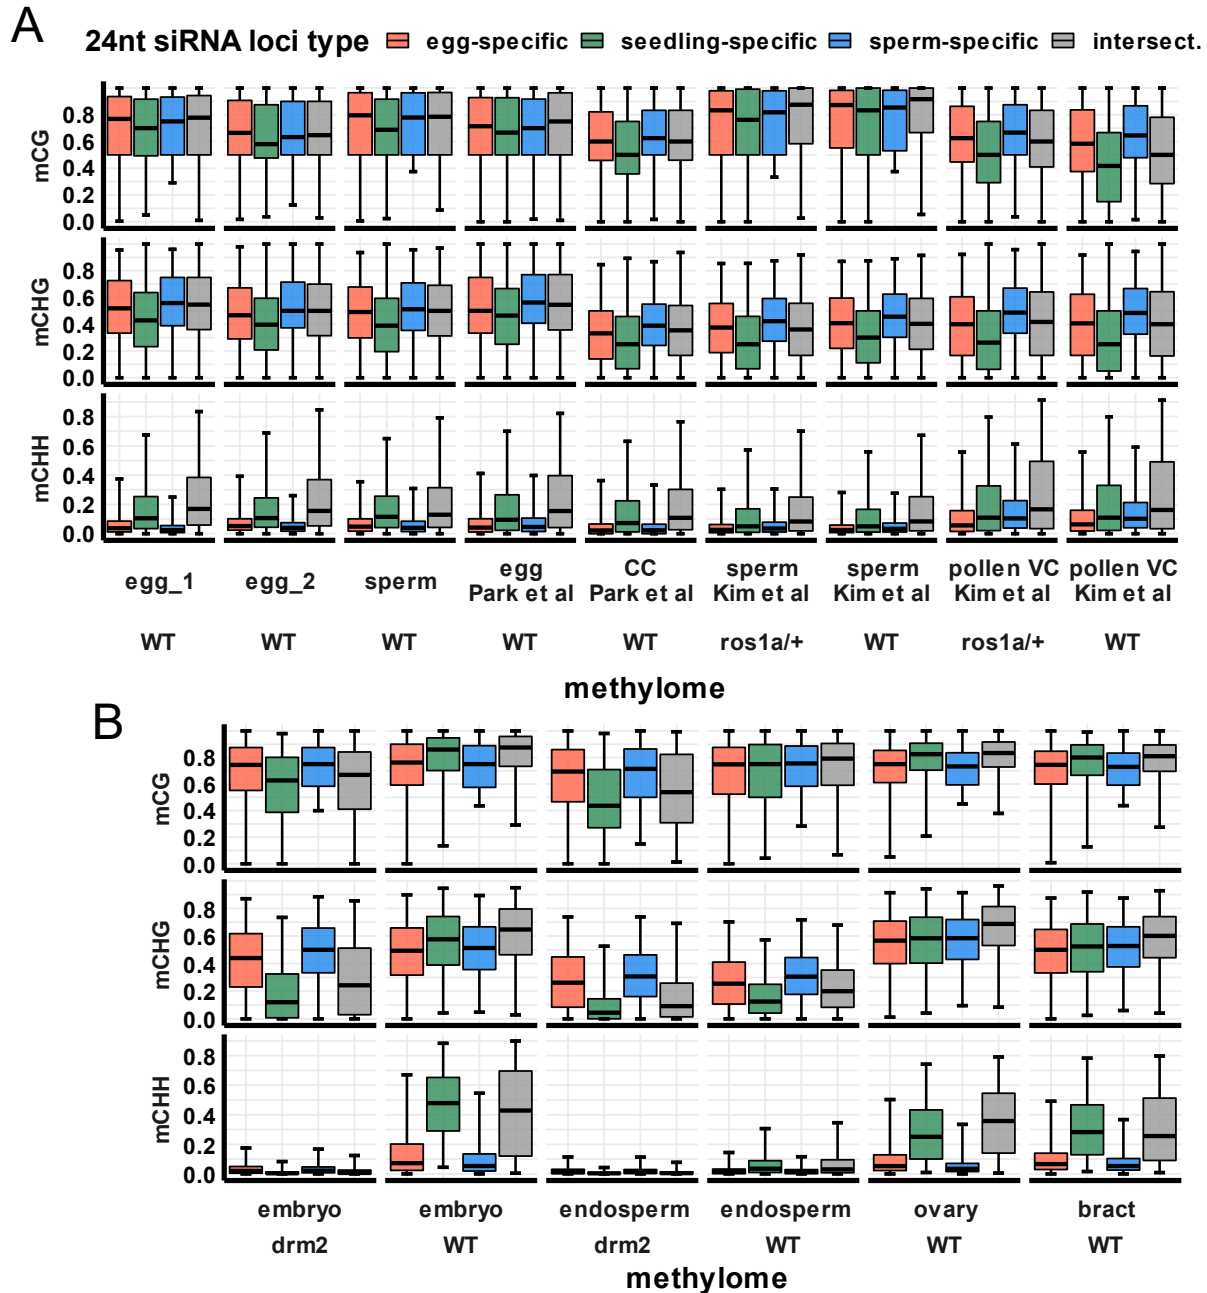 A
24nt siRNA loci type egg-specific seedling-specific sperm-specific intersect.
mCG
0.8
0.6
0.4
0.2
0.0
mCHG
0.8
0.6
0.4
0.2
0.0
mCHH
0.8
0.6
0.4
0.2
0.0
egg_1 egg_2 sperm egg CC sperm sperm pollen VC pollen VC
Park et al Park et al Kim et al Kim et al Kim et al Kim et al
WT WT WT WT WT ros1a/+ WT ros1a/+ WT
methylome
B
mCG
0.8
0.6
0.4
0.2
0.0
mCHG
0.8
0.6
0.4
0.2
0.0
mCHH
0.8
0.6
0.4
0.2
0.0
embryo embryo endosperm endosperm ovary bract
drm2 WT drm2 WT WT WT
methylome